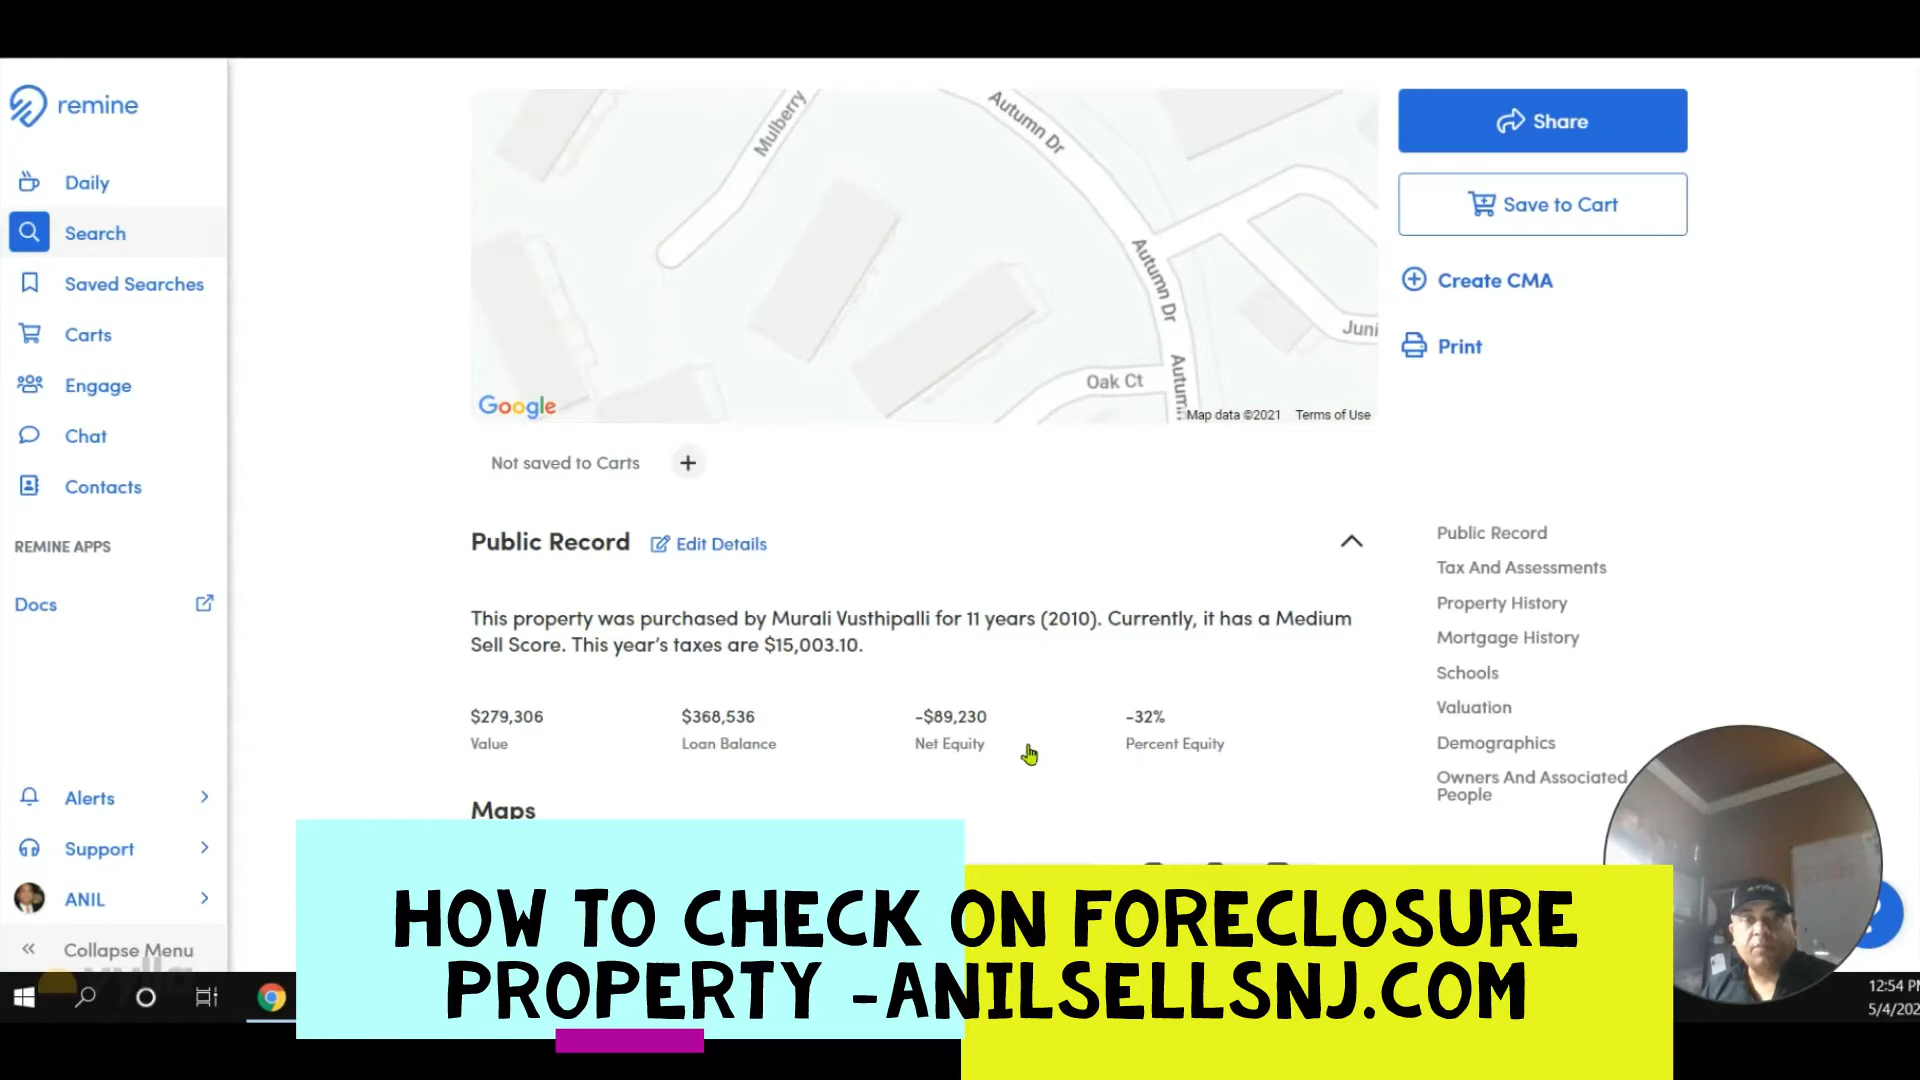 remine
Daily
Search
Saved Searches
Carts
Engage
Chat
Contacts
REMINE APPS
Docs
Alerts
Support
ANIL
Collapse Menu
Mulberry
Autumn Dr
Autumn Dr
Autum
Juni
Oak Ct
Google
Map data ©2021 Terms of Use
Share
Save to Cart
Create CMA
Print
Not saved to Carts
Public Record Edit Details
This property was purchased by Murali Vusthipalli for 11 years (2010). Currently, it has a Medium
Sell Score. This year's taxes are $15,003.10.
$279,306 $368,536 -$89,230 -32%
Value Loan Balance Net Equity Percent Equity
Maps
Public Record
Tax And Assessments
Property History
Mortgage History
Schools
Valuation
Demographics
Owners And Associated
People
HOW TO CHECK ON FORECLOSURE
PROPERTY -ANILSELLSNJ.COM
12:54 PM
5/4/202